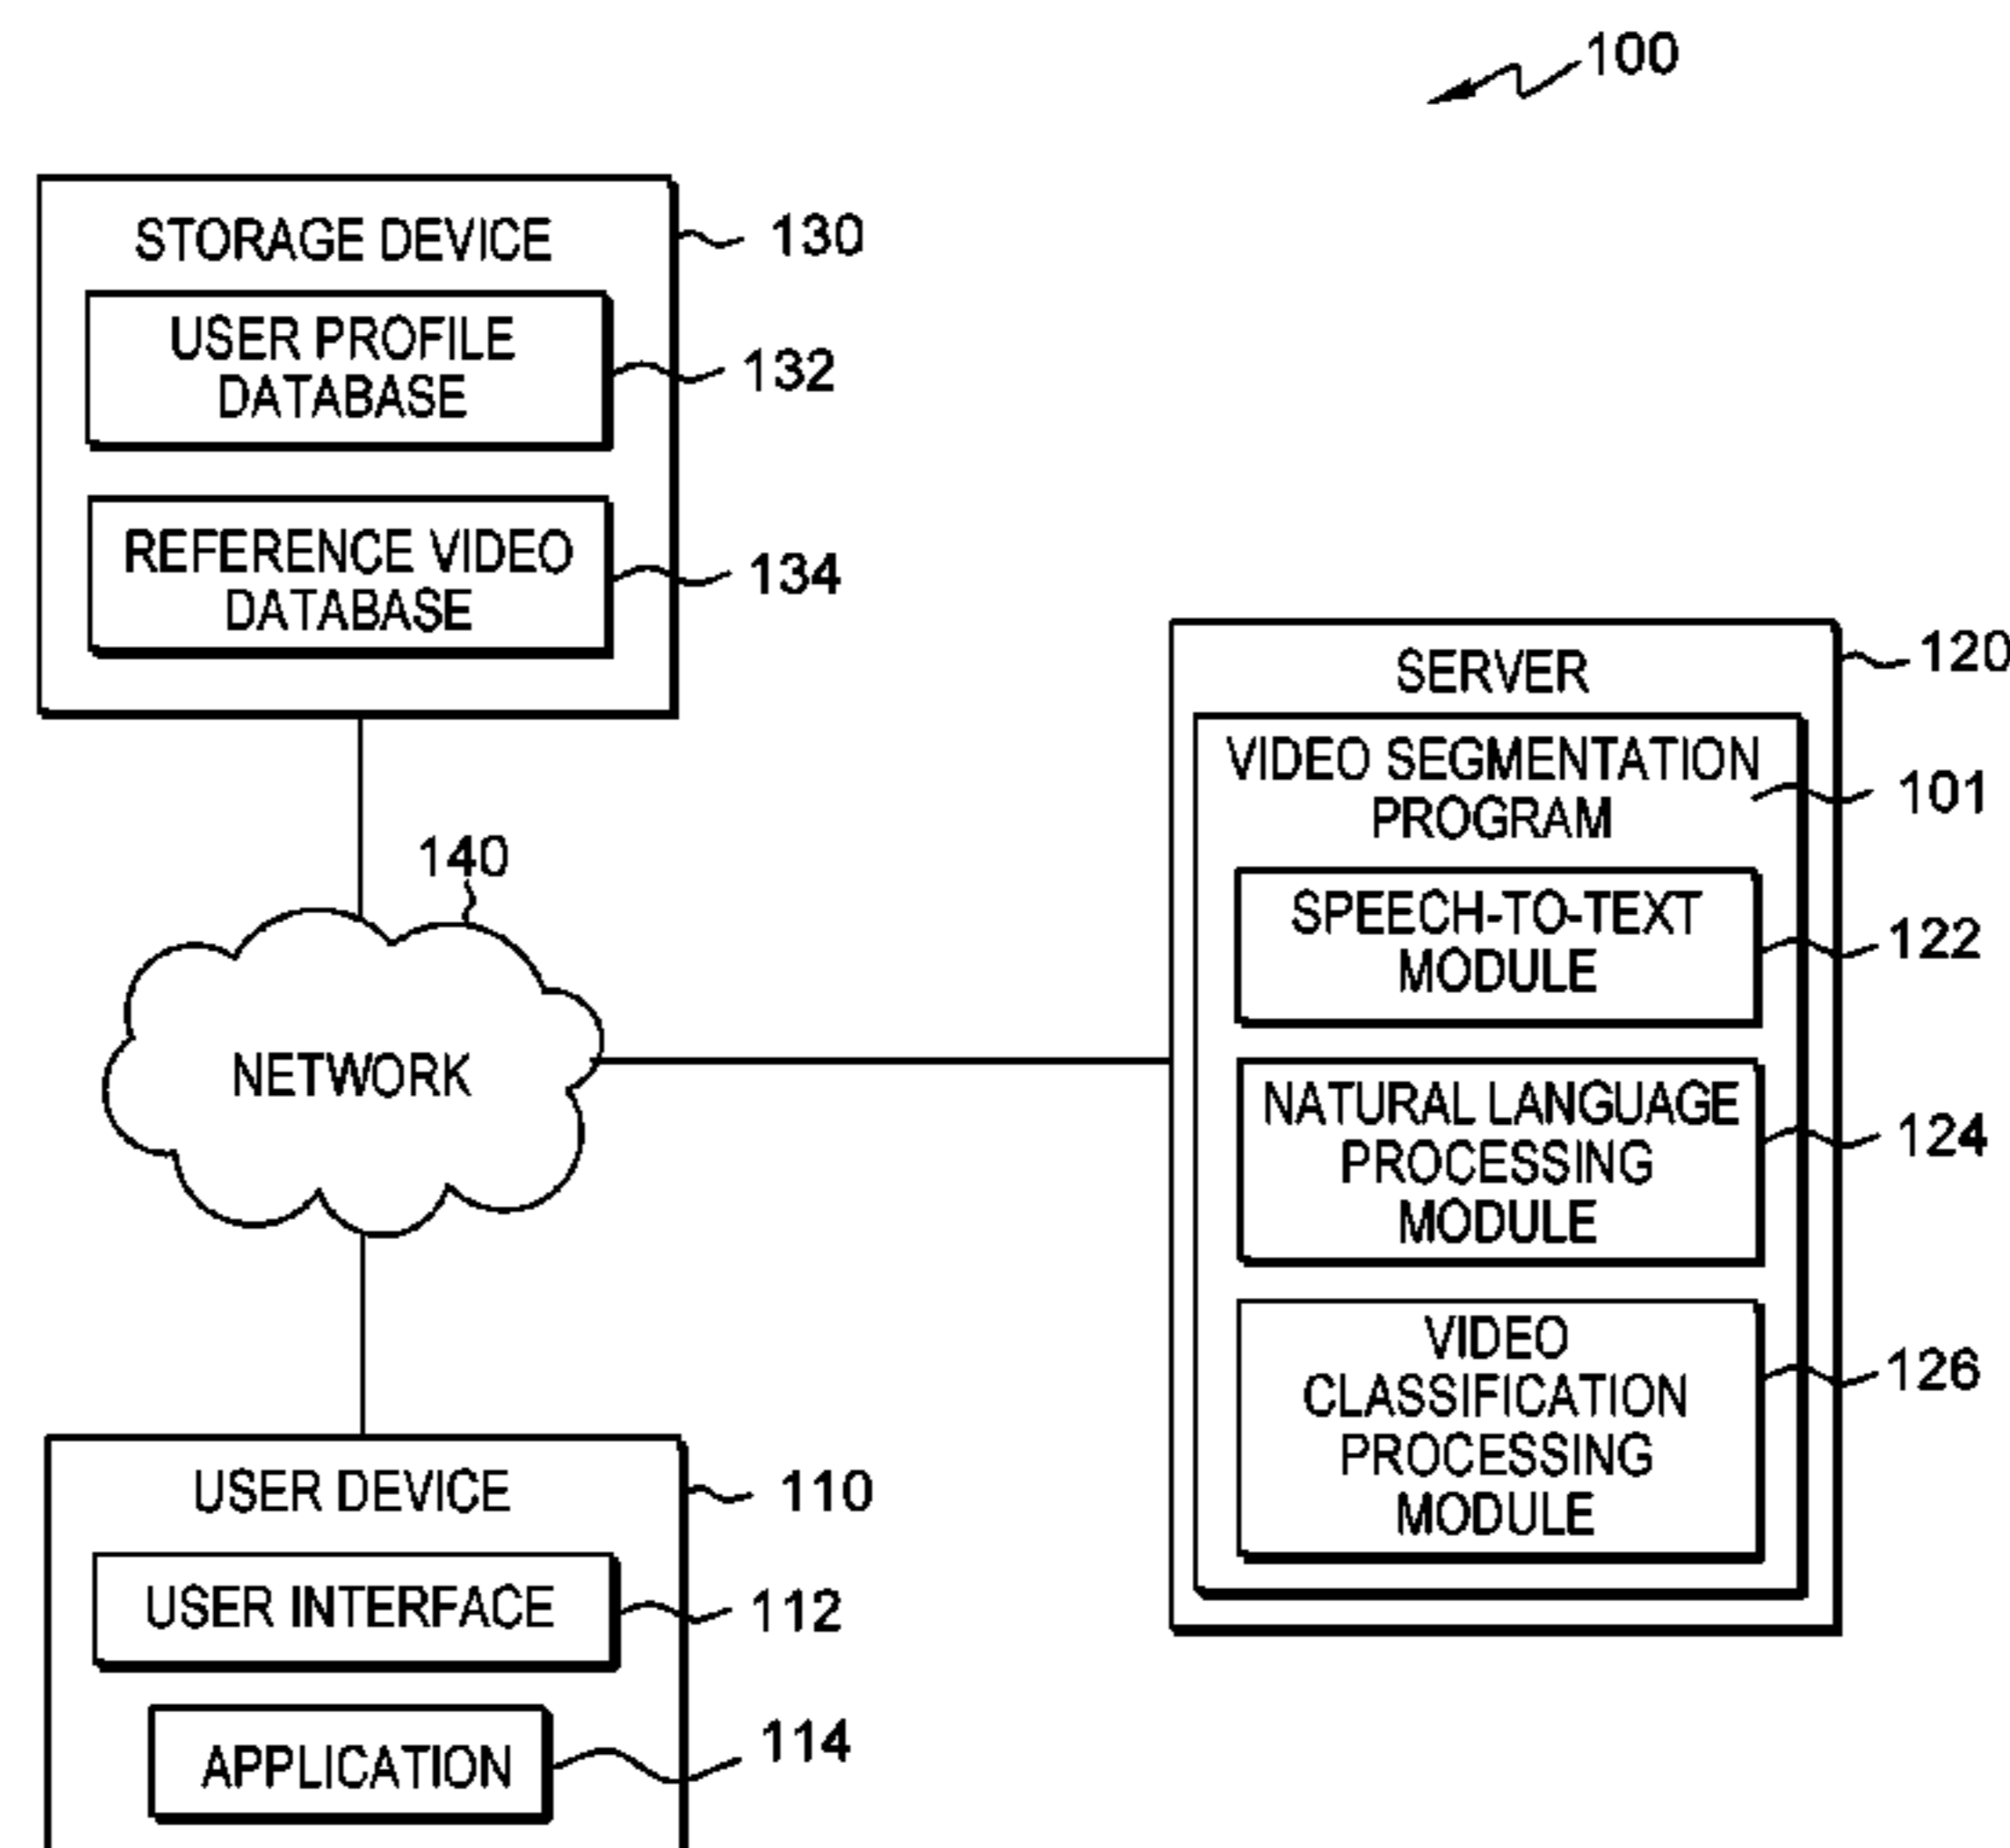 100
STORAGE DEVICE
130
USER PROFILE
DATABASE
132
REFERENCE VIDEO
DATABASE
134
SERVER
120
VIDEO SEGMENTATION
PROGRAM
101
SPEECH-TO-TEXT
MODULE
122
NATURAL LANGUAGE
PROCESSING
MODULE
124
VIDEO
CLASSIFICATION
PROCESSING
MODULE
126
140
NETWORK
USER DEVICE
110
USER INTERFACE
112
APPLICATION
114